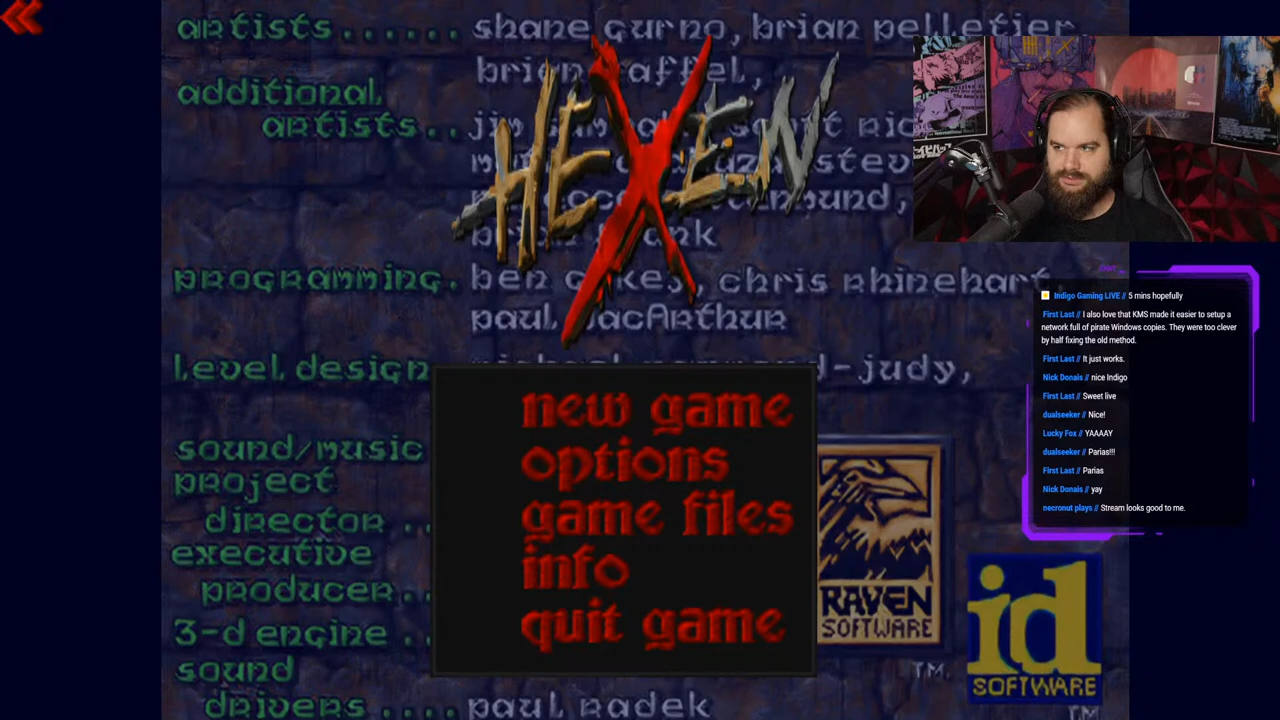 artists...... shane gurno, brian pelletier
brian raffel,
additional
artists..
HEXEN
programming. ben gokes, chris rhinehart
paul MacArthur
level design
d-judy,
new game
options
game files
info
quit game
sound/music
project
director ..
executive
producer..
3-d engine ..
sound
drivers .... paul radek
RAVEN
SOFTWARE
TM.
id
SOFTWARE
TM
CHAT
Indigo Gaming LIVE // 5 mins hopefully
First Last // I also love that KMS made it easier to setup a
network full of pirate Windows copies. They were too clever
by half fixing the old method.
First Last // It just works.
Nick Donais // nice Indigo
First Last // Sweet live
dualseeker // Nice!
Lucky Fox // YAAAAY
dualseeker // Parias!!!
First Last // Parias
Nick Donais // yay
necronut plays // Stream looks good to me.